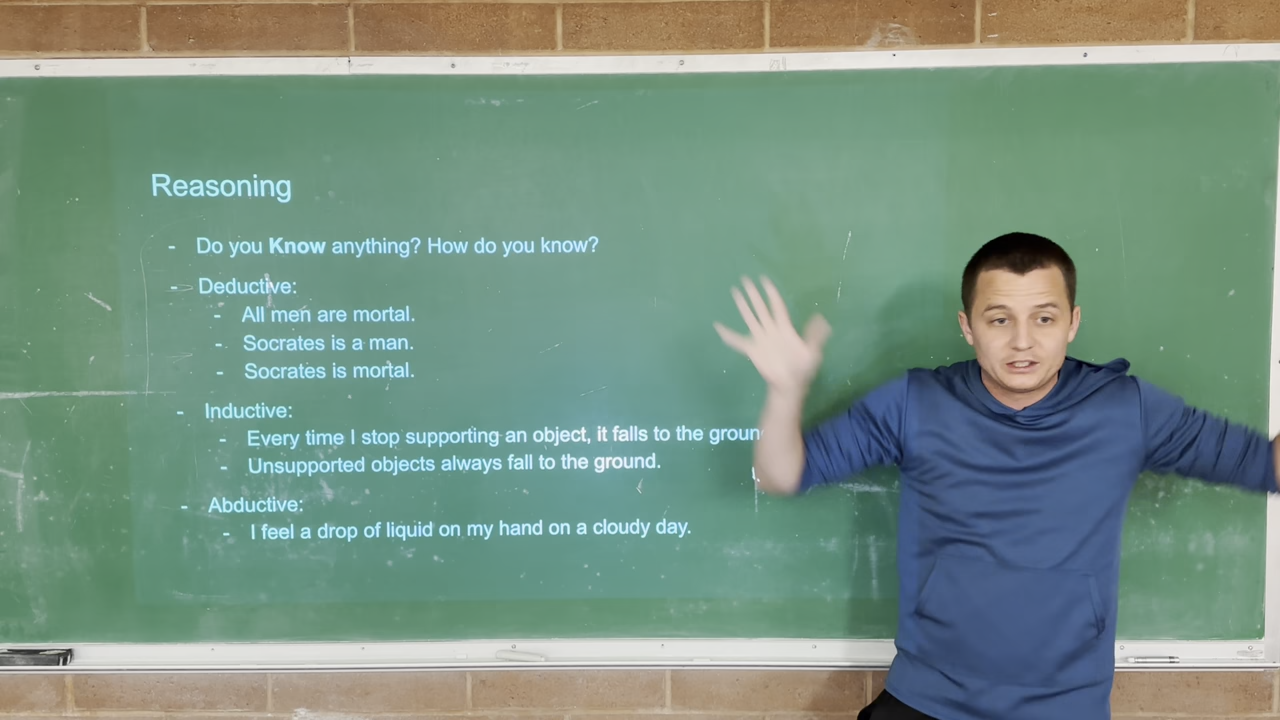 Reasoning
- Do you Know anything? How do you know?
- Deductive:
- All men are mortal.
- Socrates is a man.
- Socrates is mortal.
- Inductive:
- Every time I stop supporting an object, it falls to the groun
- Unsupported objects always fall to the ground.
- Abductive:
- I feel a drop of liquid on my hand on a cloudy day.